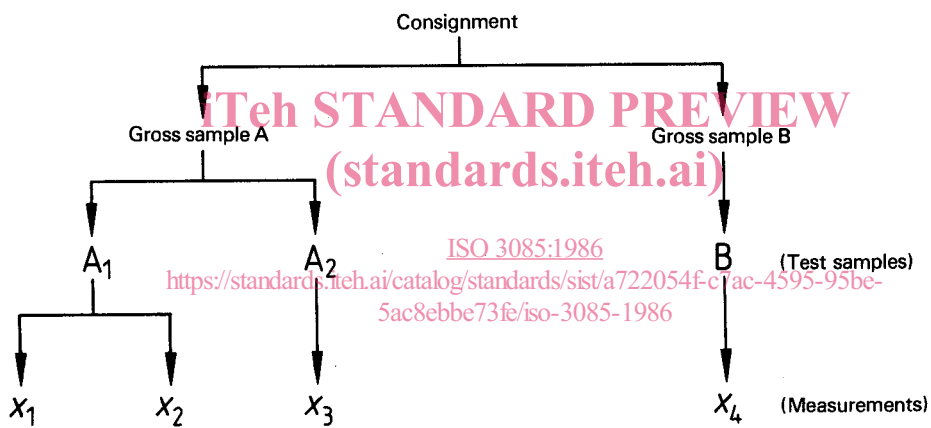 Consignment
iTeh STANDARD PREVIEW
Gross sample A Gross sample B
(standards.iteh.ai)
A1 A2 ISO 3085:1986 B (Test samples)
https://standards.iteh.ai/catalog/standards/sist/a722054f-c7ac-4595-95be-
5ac8ebbe73fe/iso-3085-1986
x1 x2 x3 x4 (Measurements)